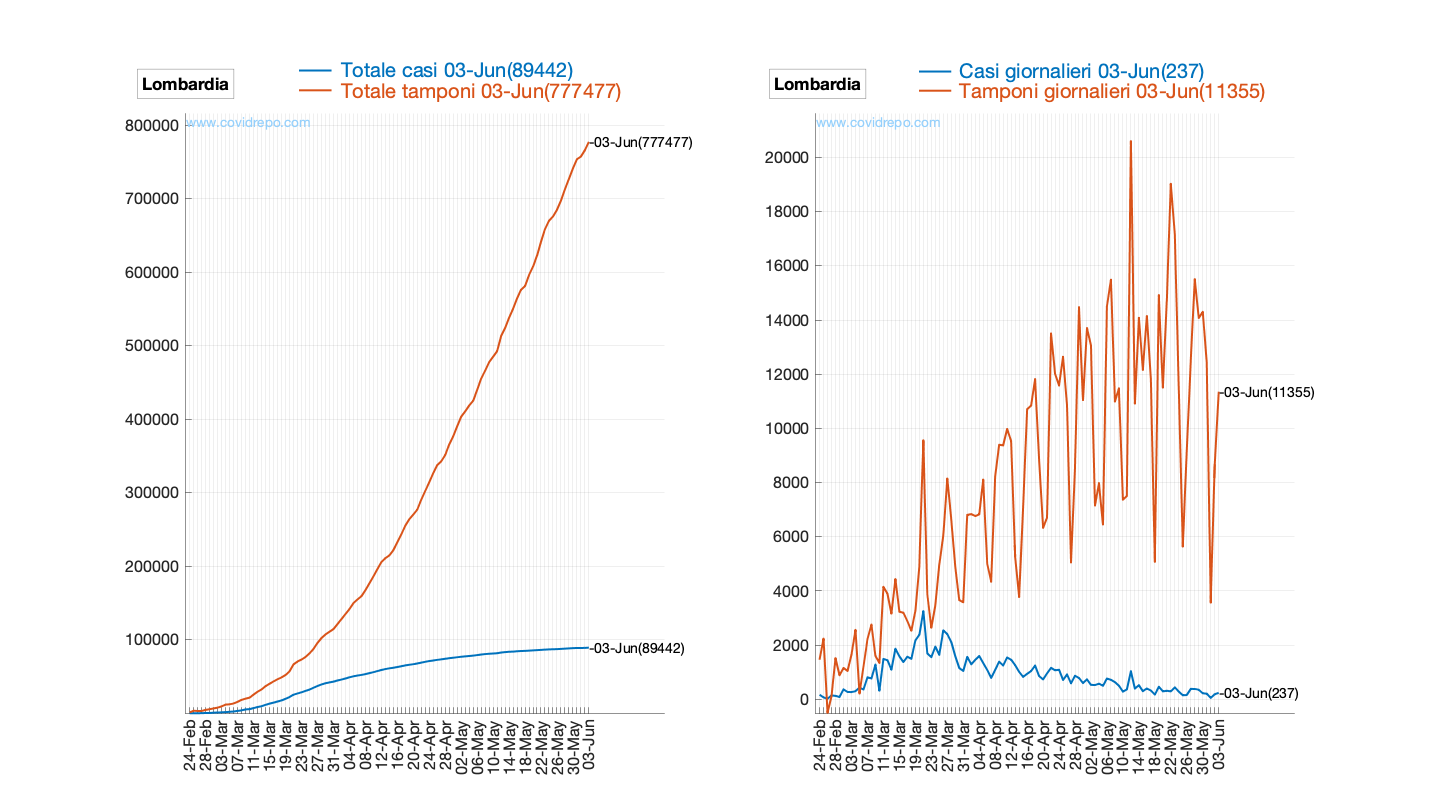 Lombardia
Totale casi 03-Jun(89442)
Totale tamponi 03-Jun(777477)
www.covidrepo.com
800000
700000
600000
500000
400000
300000
200000
100000
03-Jun(777477)
03-Jun(89442)
24-Feb
28-Feb
03-Mar
07-Mar
11-Mar
15-Mar
19-Mar
23-Mar
27-Mar
31-Mar
04-Apr
08-Apr
12-Apr
16-Apr
20-Apr
24-Apr
28-Apr
02-May
06-May
10-May
14-May
18-May
22-May
26-May
30-May
03-Jun
Lombardia
Casi giornalieri 03-Jun(237)
Tamponi giornalieri 03-Jun(11355)
www.covidrepo.com
20000
18000
16000
14000
12000
10000
8000
6000
4000
2000
0
03-Jun(11355)
03-Jun(237)
24-Feb
28-Feb
03-Mar
07-Mar
11-Mar
15-Mar
19-Mar
23-Mar
27-Mar
31-Mar
04-Apr
08-Apr
12-Apr
16-Apr
20-Apr
24-Apr
28-Apr
02-May
06-May
10-May
14-May
18-May
22-May
26-May
30-May
03-Jun